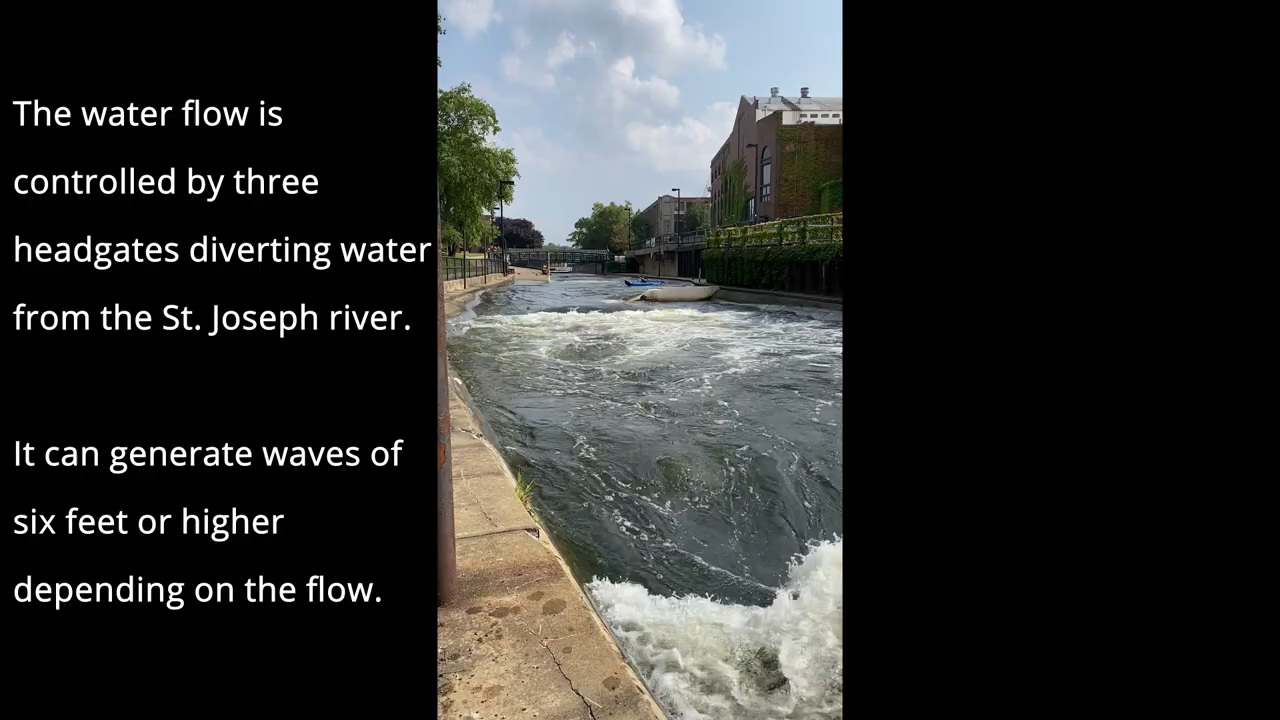 The water flow is
controlled by three
headgates diverting water
from the St. Joseph river.
It can generate waves of
six feet or higher
depending on the flow.